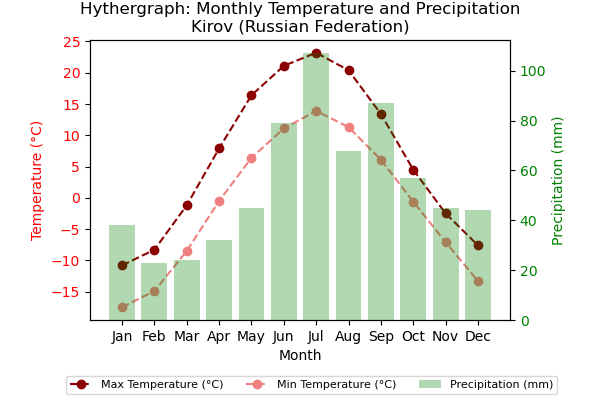 Hythergraph: Monthly Temperature and Precipitation
Kirov (Russian Federation)
25
20
15
10
5
0
−5
−10
−15
Temperature (°C)
100
80
60
40
20
0
Precipitation (mm)
Jan Feb Mar Apr May Jun Jul Aug Sep Oct Nov Dec
Month
Max Temperature (°C) Min Temperature (°C) Precipitation (mm)